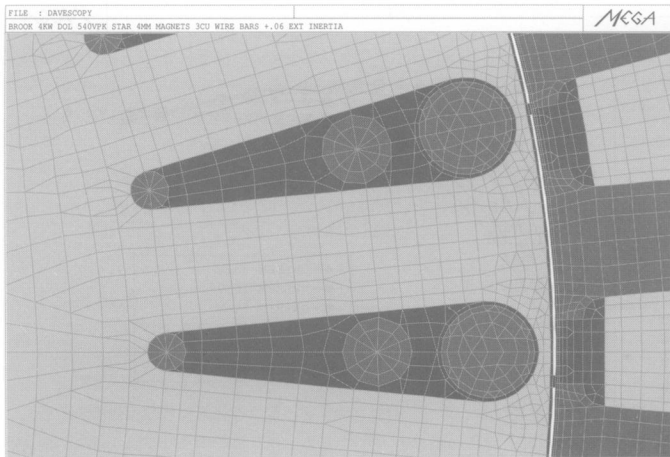 FILE : DAVESCOPY
BROOK 4KW DOL 540VPK STAR 4MM MAGNETS 3CU WIRE BARS +.06 EXT INERTIA
MEGA